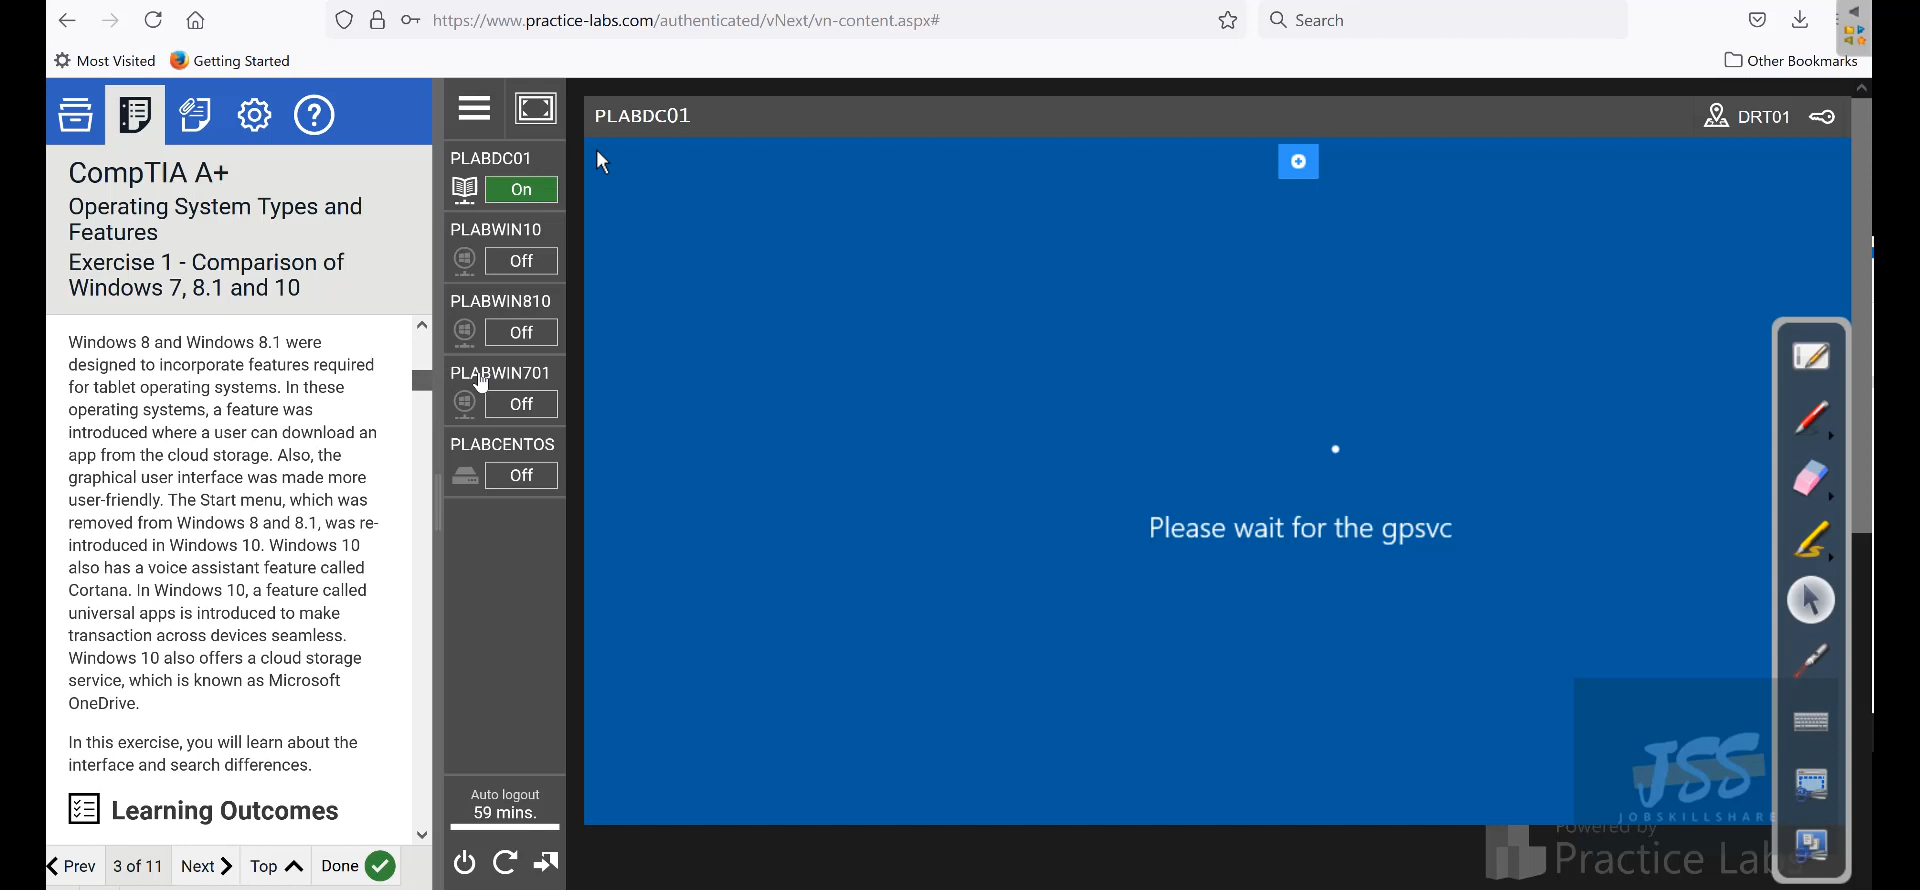 https://www.practice-labs.com/authenticated/vNext/vn-content.aspx#
Search
Most Visited
Getting Started
Other Bookmarks
CompTIA A+
Operating System Types and
Features
Exercise 1 - Comparison of
Windows 7, 8.1 and 10
Windows 8 and Windows 8.1 were
designed to incorporate features required
for tablet operating systems. In these
operating systems, a feature was
introduced where a user can download an
app from the cloud storage. Also, the
graphical user interface was made more
user-friendly. The Start menu, which was
removed from Windows 8 and 8.1, was re-
introduced in Windows 10. Windows 10
also has a voice assistant feature called
Cortana. In Windows 10, a feature called
universal apps is introduced to make
transaction across devices seamless.
Windows 10 also offers a cloud storage
service, which is known as Microsoft
OneDrive.
In this exercise, you will learn about the
interface and search differences.
Learning Outcomes
Prev
3 of 11
Next
Top
Done
PLABDC01
On
PLABWIN10
Off
PLABWIN810
Off
PLABWIN701
Off
PLABCENTOS
Off
Auto logout
59 mins.
PLABDC01
DRT01
Please wait for the gpsvc
JSS
JOBSKILLSHARE
Powered by
Practice Labs